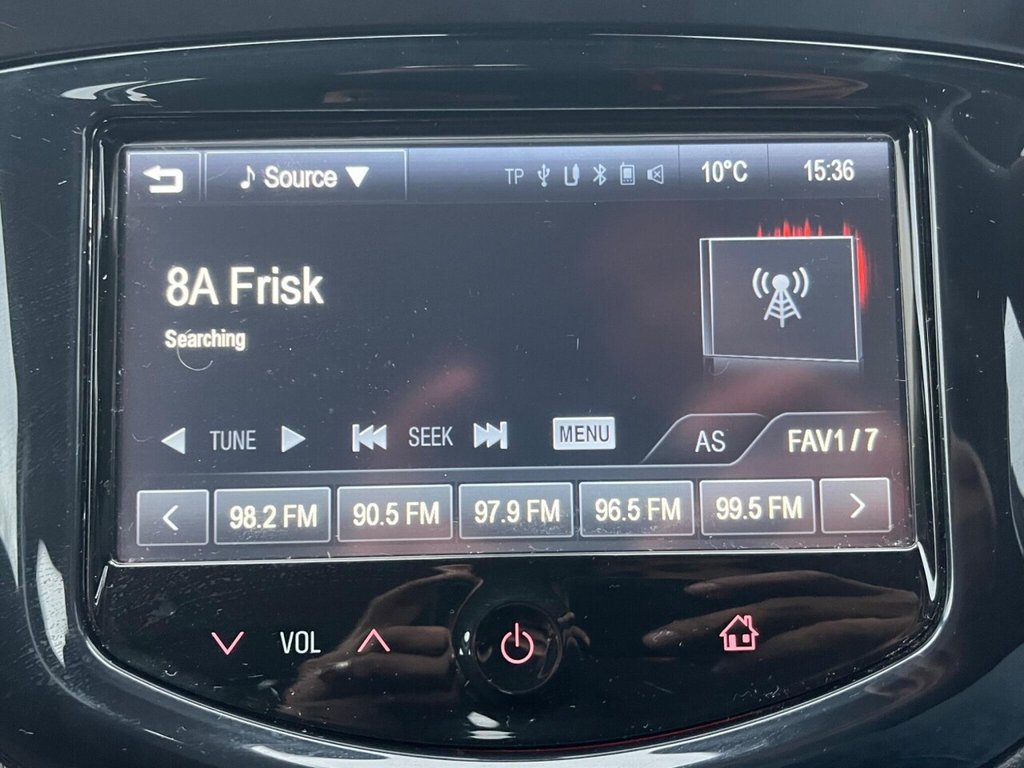 Source TP 10°C 15:36
8A Frisk
Searching
TUNE SEEK MENU AS FAV1/7
98.2 FM 90.5 FM 97.9 FM 96.5 FM 99.5 FM
VOL